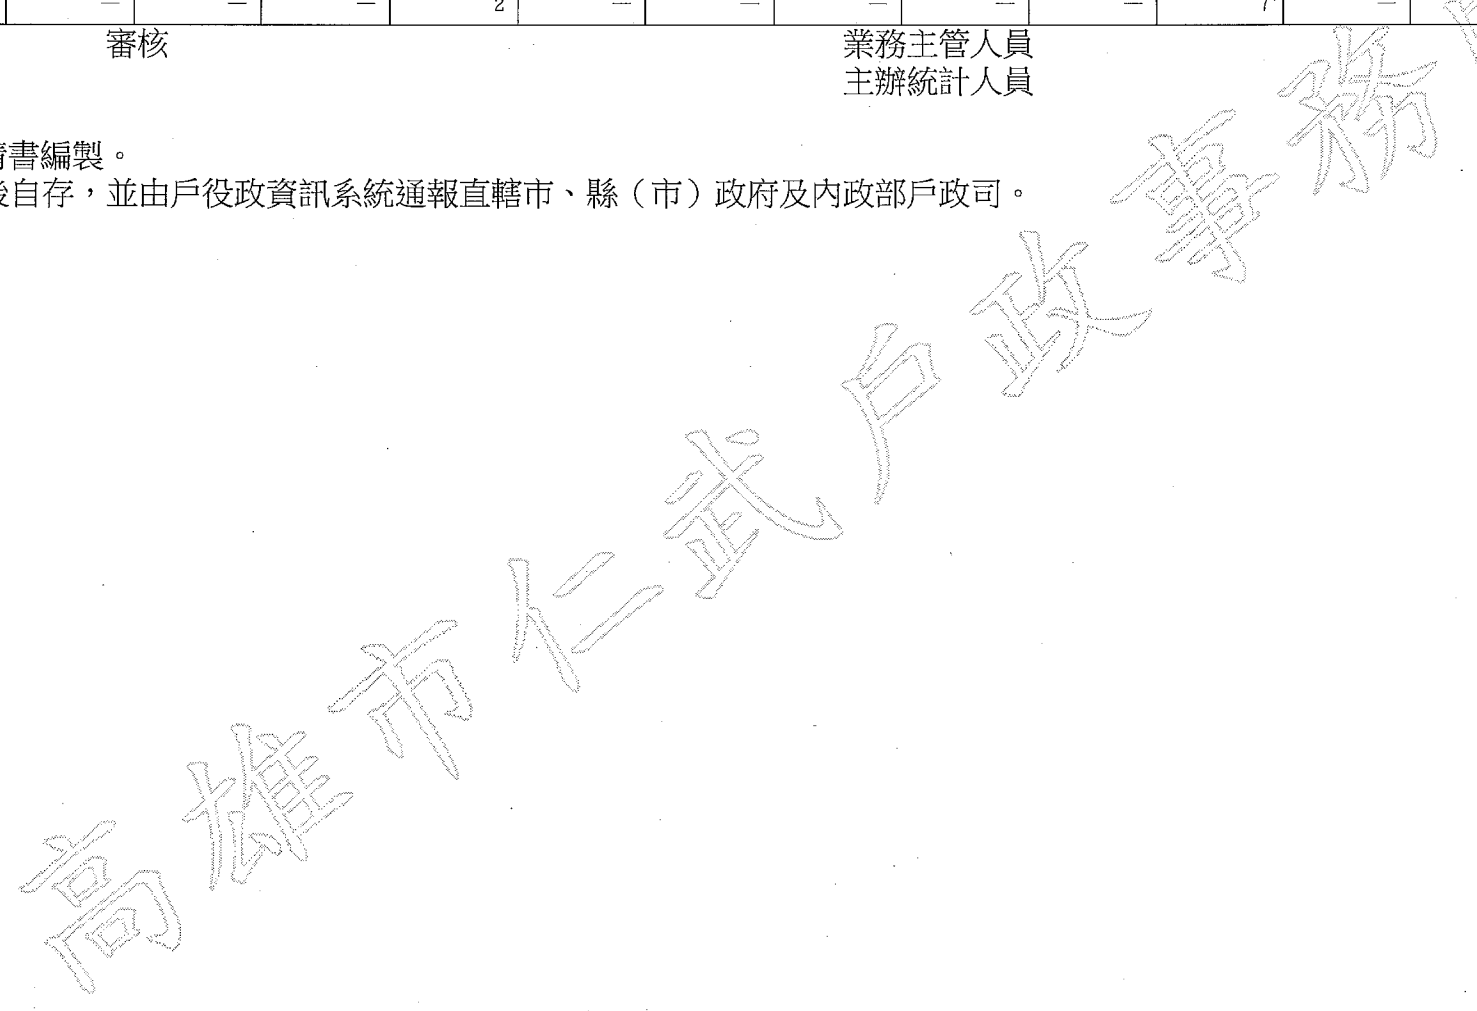 — — — 2 — — — — — 7 —
審核 業務主管人員
主辦統計人員
書編製。
自存，並由戶役政資訊系統通報直轄市、縣（市）政府及內政部戶政司。
高雄市仁武戶政事務